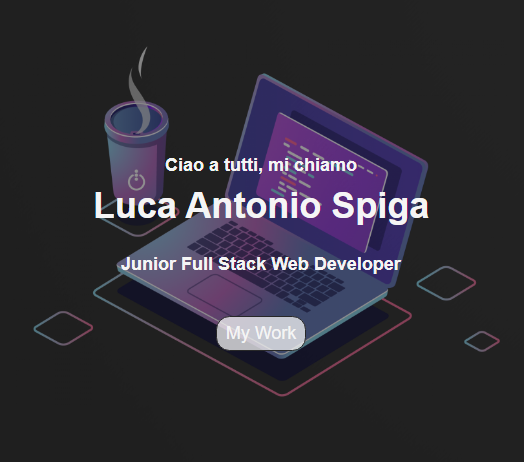 Ciao a tutti, mi chiamo
Luca Antonio Spiga
Junior Full Stack Web Developer
My Work